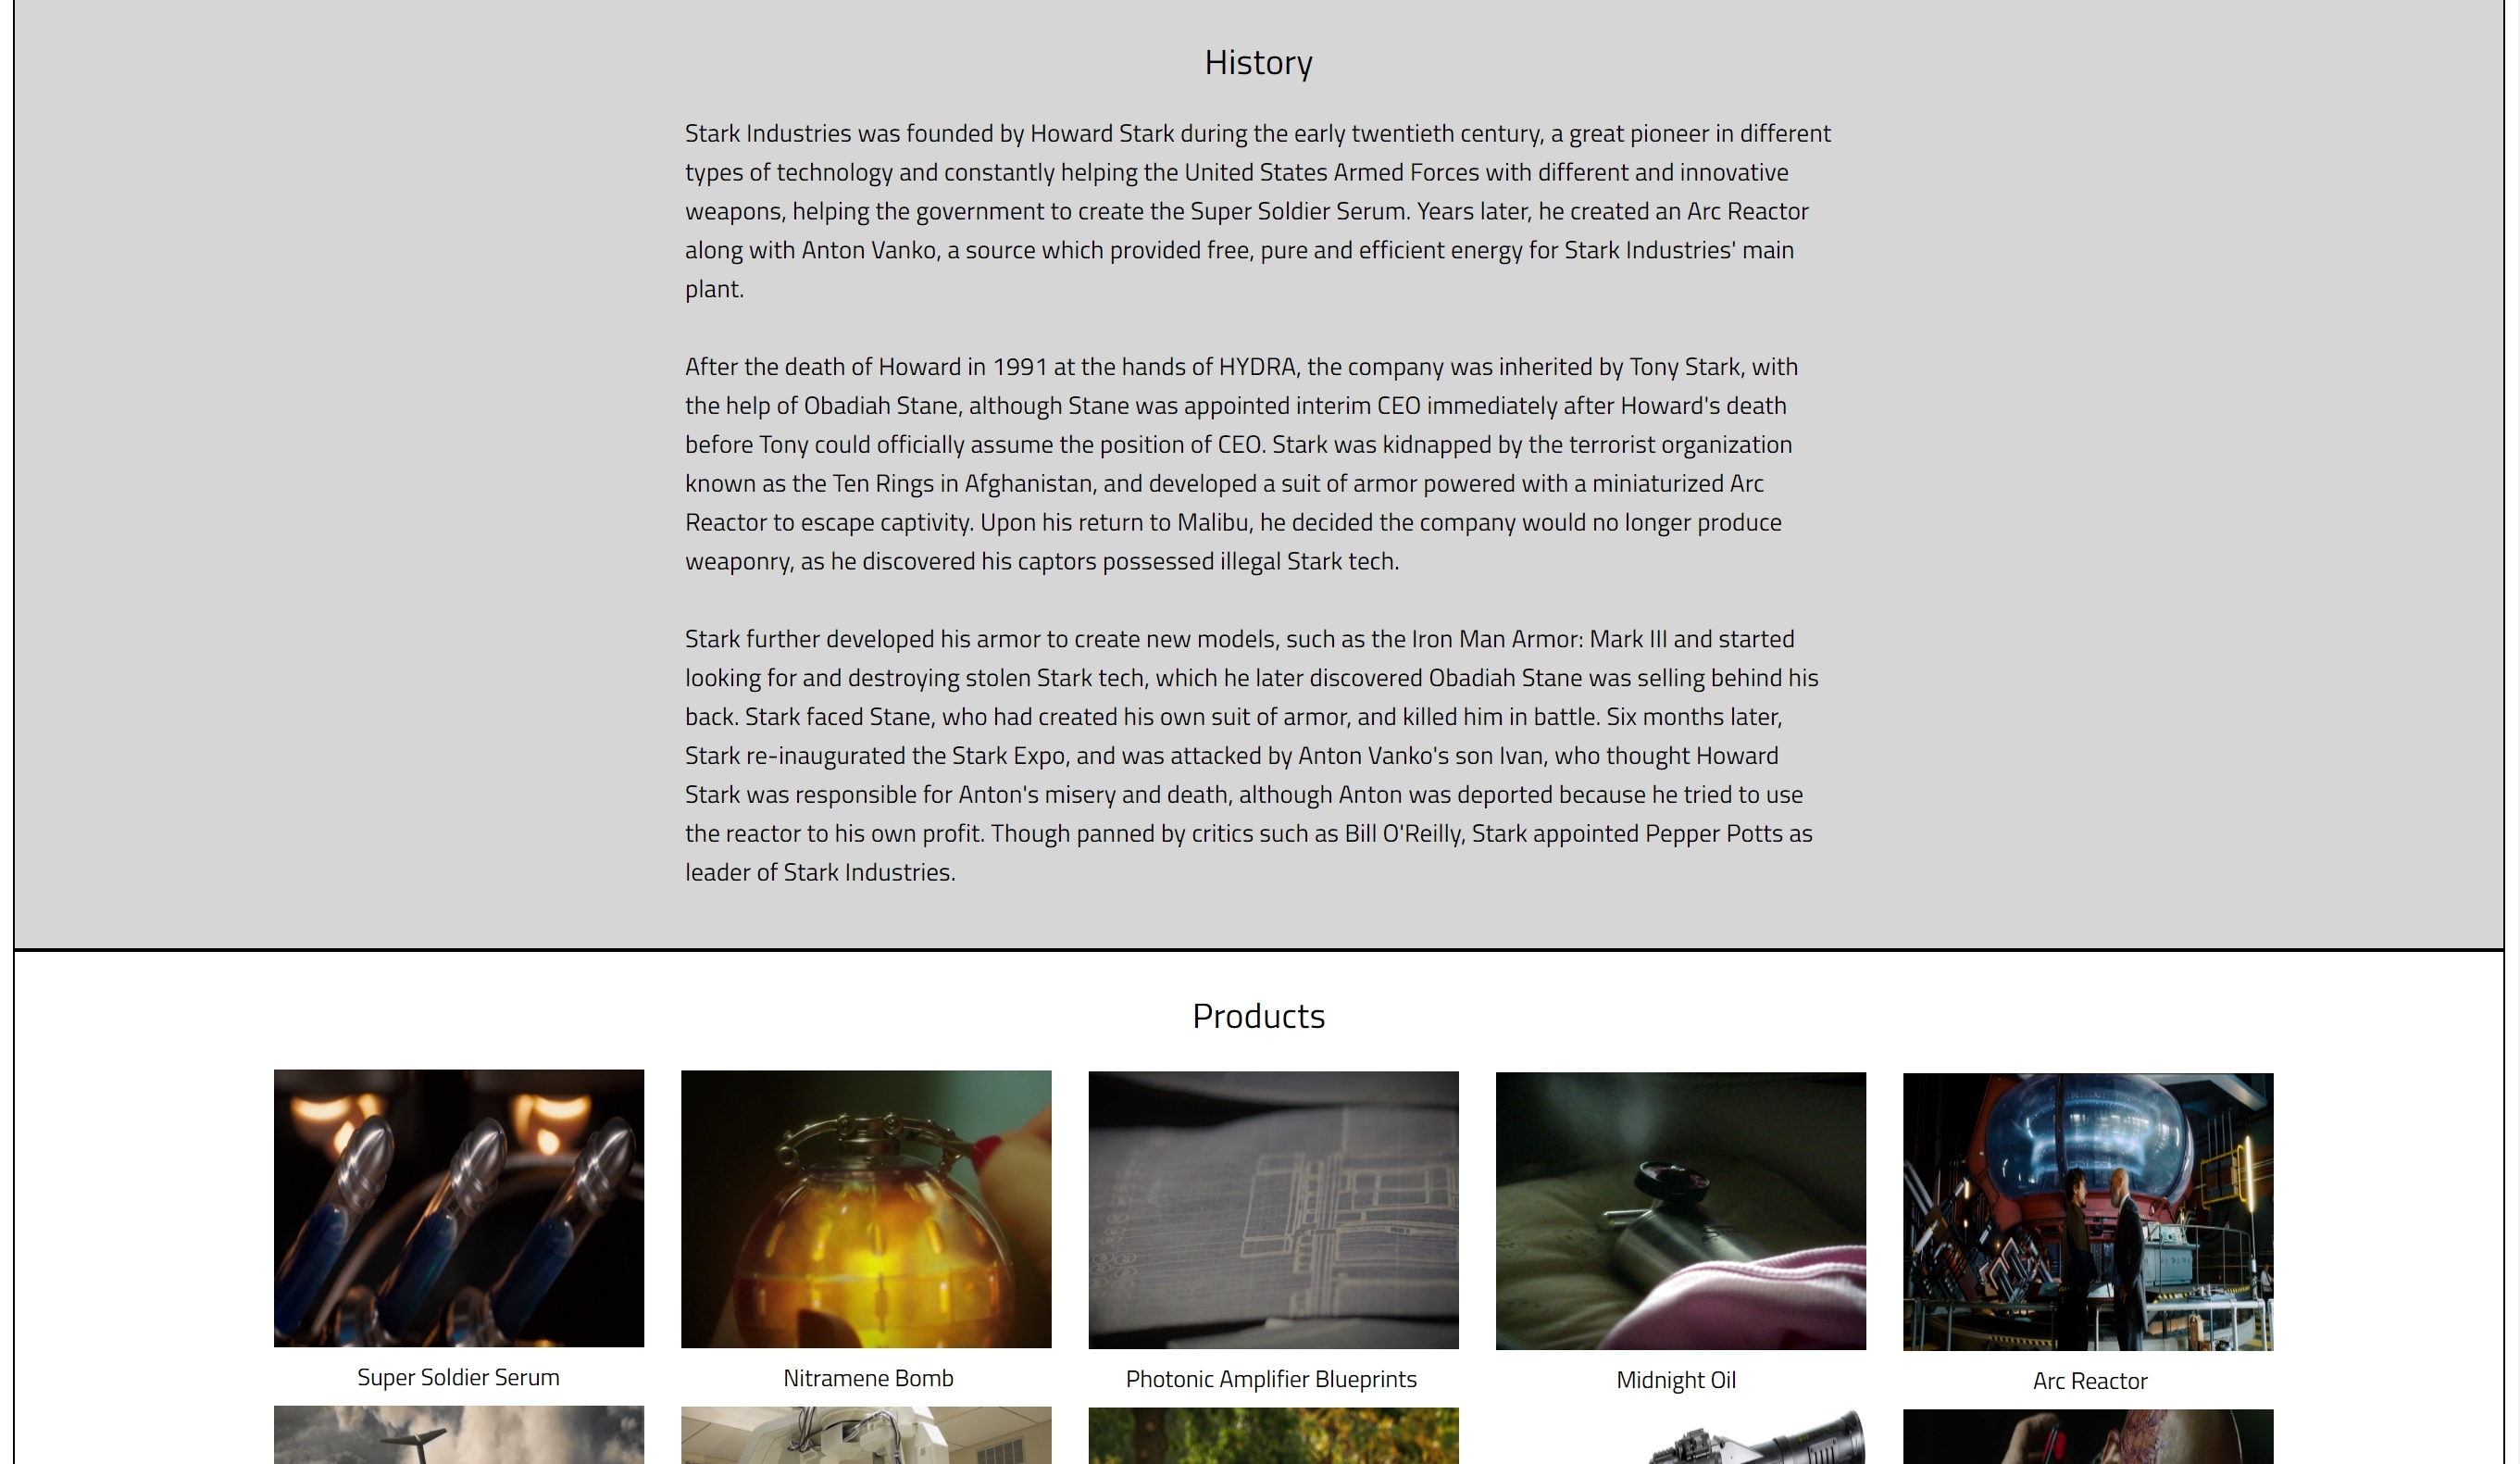 History
Stark Industries was founded by Howard Stark during the early twentieth century, a great pioneer in different
types of technology and constantly helping the United States Armed Forces with different and innovative
weapons, helping the government to create the Super Soldier Serum. Years later, he created an Arc Reactor
along with Anton Vanko, a source which provided free, pure and efficient energy for Stark Industries' main
plant.
After the death of Howard in 1991 at the hands of HYDRA, the company was inherited by Tony Stark, with
the help of Obadiah Stane, although Stane was appointed interim CEO immediately after Howard's death
before Tony could officially assume the position of CEO. Stark was kidnapped by the terrorist organization
known as the Ten Rings in Afghanistan, and developed a suit of armor powered with a miniaturized Arc
Reactor to escape captivity. Upon his return to Malibu, he decided the company would no longer produce
weaponry, as he discovered his captors possessed illegal Stark tech.
Stark further developed his armor to create new models, such as the Iron Man Armor: Mark III and started
looking for and destroying stolen Stark tech, which he later discovered Obadiah Stane was selling behind his
back. Stark faced Stane, who had created his own suit of armor, and killed him in battle. Six months later,
Stark re-inaugurated the Stark Expo, and was attacked by Anton Vanko's son Ivan, who thought Howard
Stark was responsible for Anton's misery and death, although Anton was deported because he tried to use
the reactor to his own profit. Though panned by critics such as Bill O'Reilly, Stark appointed Pepper Potts as
leader of Stark Industries.
Products
Super Soldier Serum
Nitramene Bomb
Photonic Amplifier Blueprints
Midnight Oil
Arc Reactor